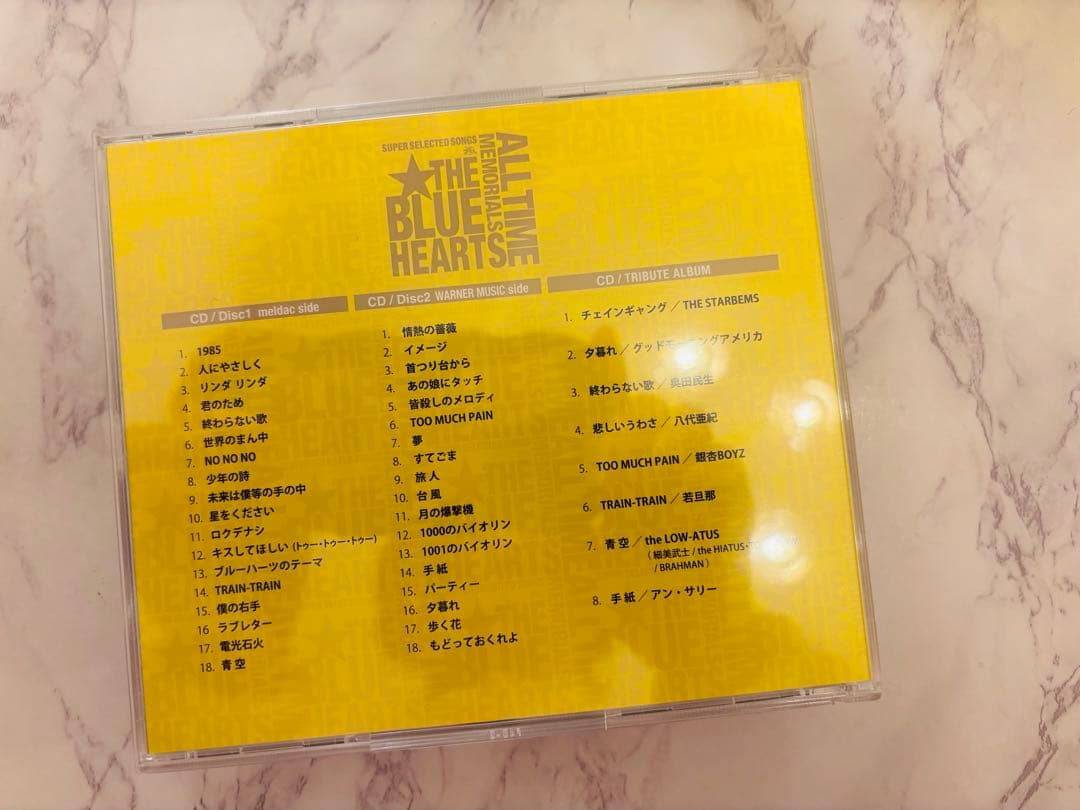 SUPER SELECTED SONGS
ALL TIME
MEMORIALS
★THE
BLUE
HEARTS
CD / Disc1 meldac side
1. 1985
2. 人にやさしく
3. リンダ リンダ
4. 君のため
5. 終わらない歌
6. 世界のまん中
7. NO NO NO
8. 少年の詩
9. 未来は僕等の手の中
10. 星をください
11. ロクデナシ
12. キスしてほしい (トゥー・トゥー・トゥー)
13. ブルーハーツのテーマ
14. TRAIN-TRAIN
15. 僕の右手
16 ラブレター
17. 電光石火
18. 青空
CD / Disc2 WARNER MUSIC side
1. 情熱の薔薇
2. イメージ
3. 首つり台から
4. あの娘にタッチ
5. 皆殺しのメロディ
6. TOO MUCH PAIN
7. 夢
8. すてごま
9. 旅人
10. 台風
11. 月の爆撃機
12. 1000のバイオリン
13. 1001のバイオリン
14. 手紙
15. パーティー
16. 夕暮れ
17. 歩く花
18. もどっておくれよ
CD / TRIBUTE ALBUM
1. チェインギャング / THE STARBEMS
2. 夕暮れ / グッドモーニングアメリカ
3. 終わらない歌 / 奥田民生
4. 悲しいうわさ / 八代亜紀
5. TOO MUCH PAIN / 銀杏BOYZ
6. TRAIN-TRAIN / 若旦那
7. 青空 / the LOW-ATUS
( 細美武士 / the HIATUS・
/ BRAHMAN )
8. 手紙 / アン・サリー